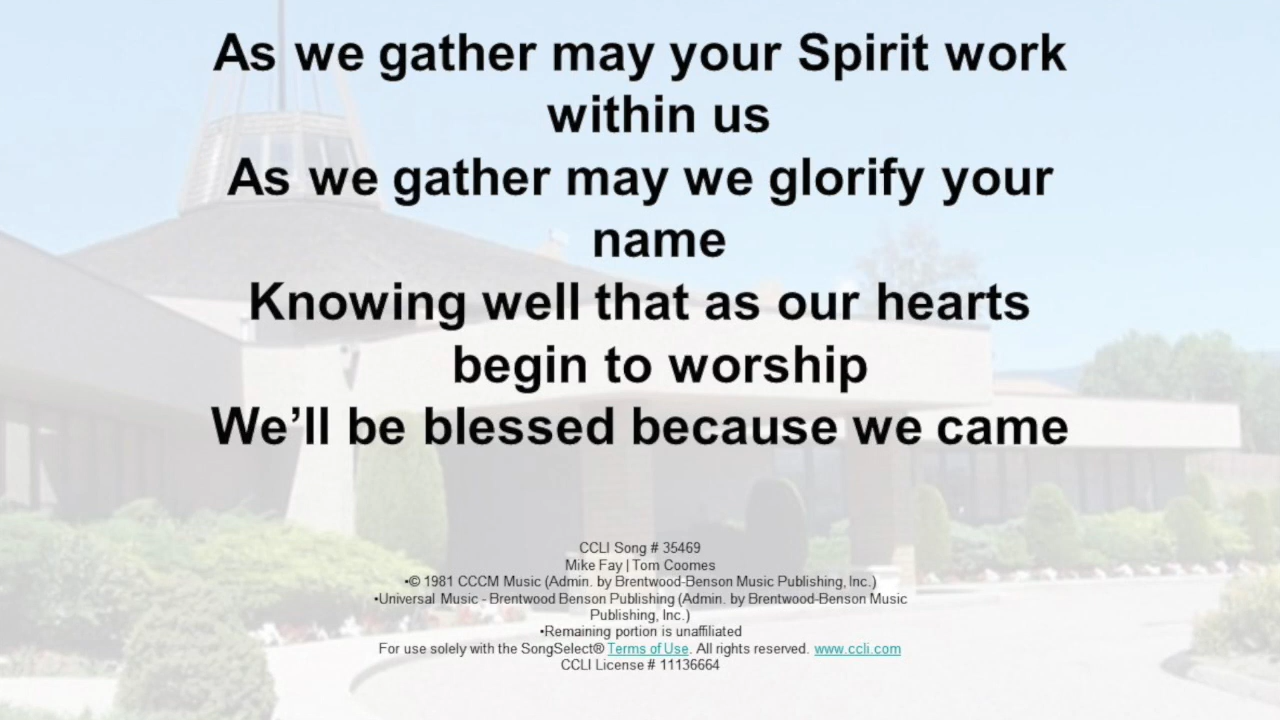 As we gather may your Spirit work
within us
As we gather may we glorify your
name
Knowing well that as our hearts
begin to worship
We’ll be blessed because we came
CCLI Song # 35469
Mike Fay | Tom Coomes
•© 1981 CCCM Music (Admin. by Brentwood-Benson Music Publishing, Inc.)
•Universal Music - Brentwood Benson Publishing (Admin. by Brentwood-Benson Music
Publishing, Inc.)
•Remaining portion is unaffiliated
For use solely with the SongSelect® Terms of Use. All rights reserved. www.ccli.com
CCLI License # 11136664